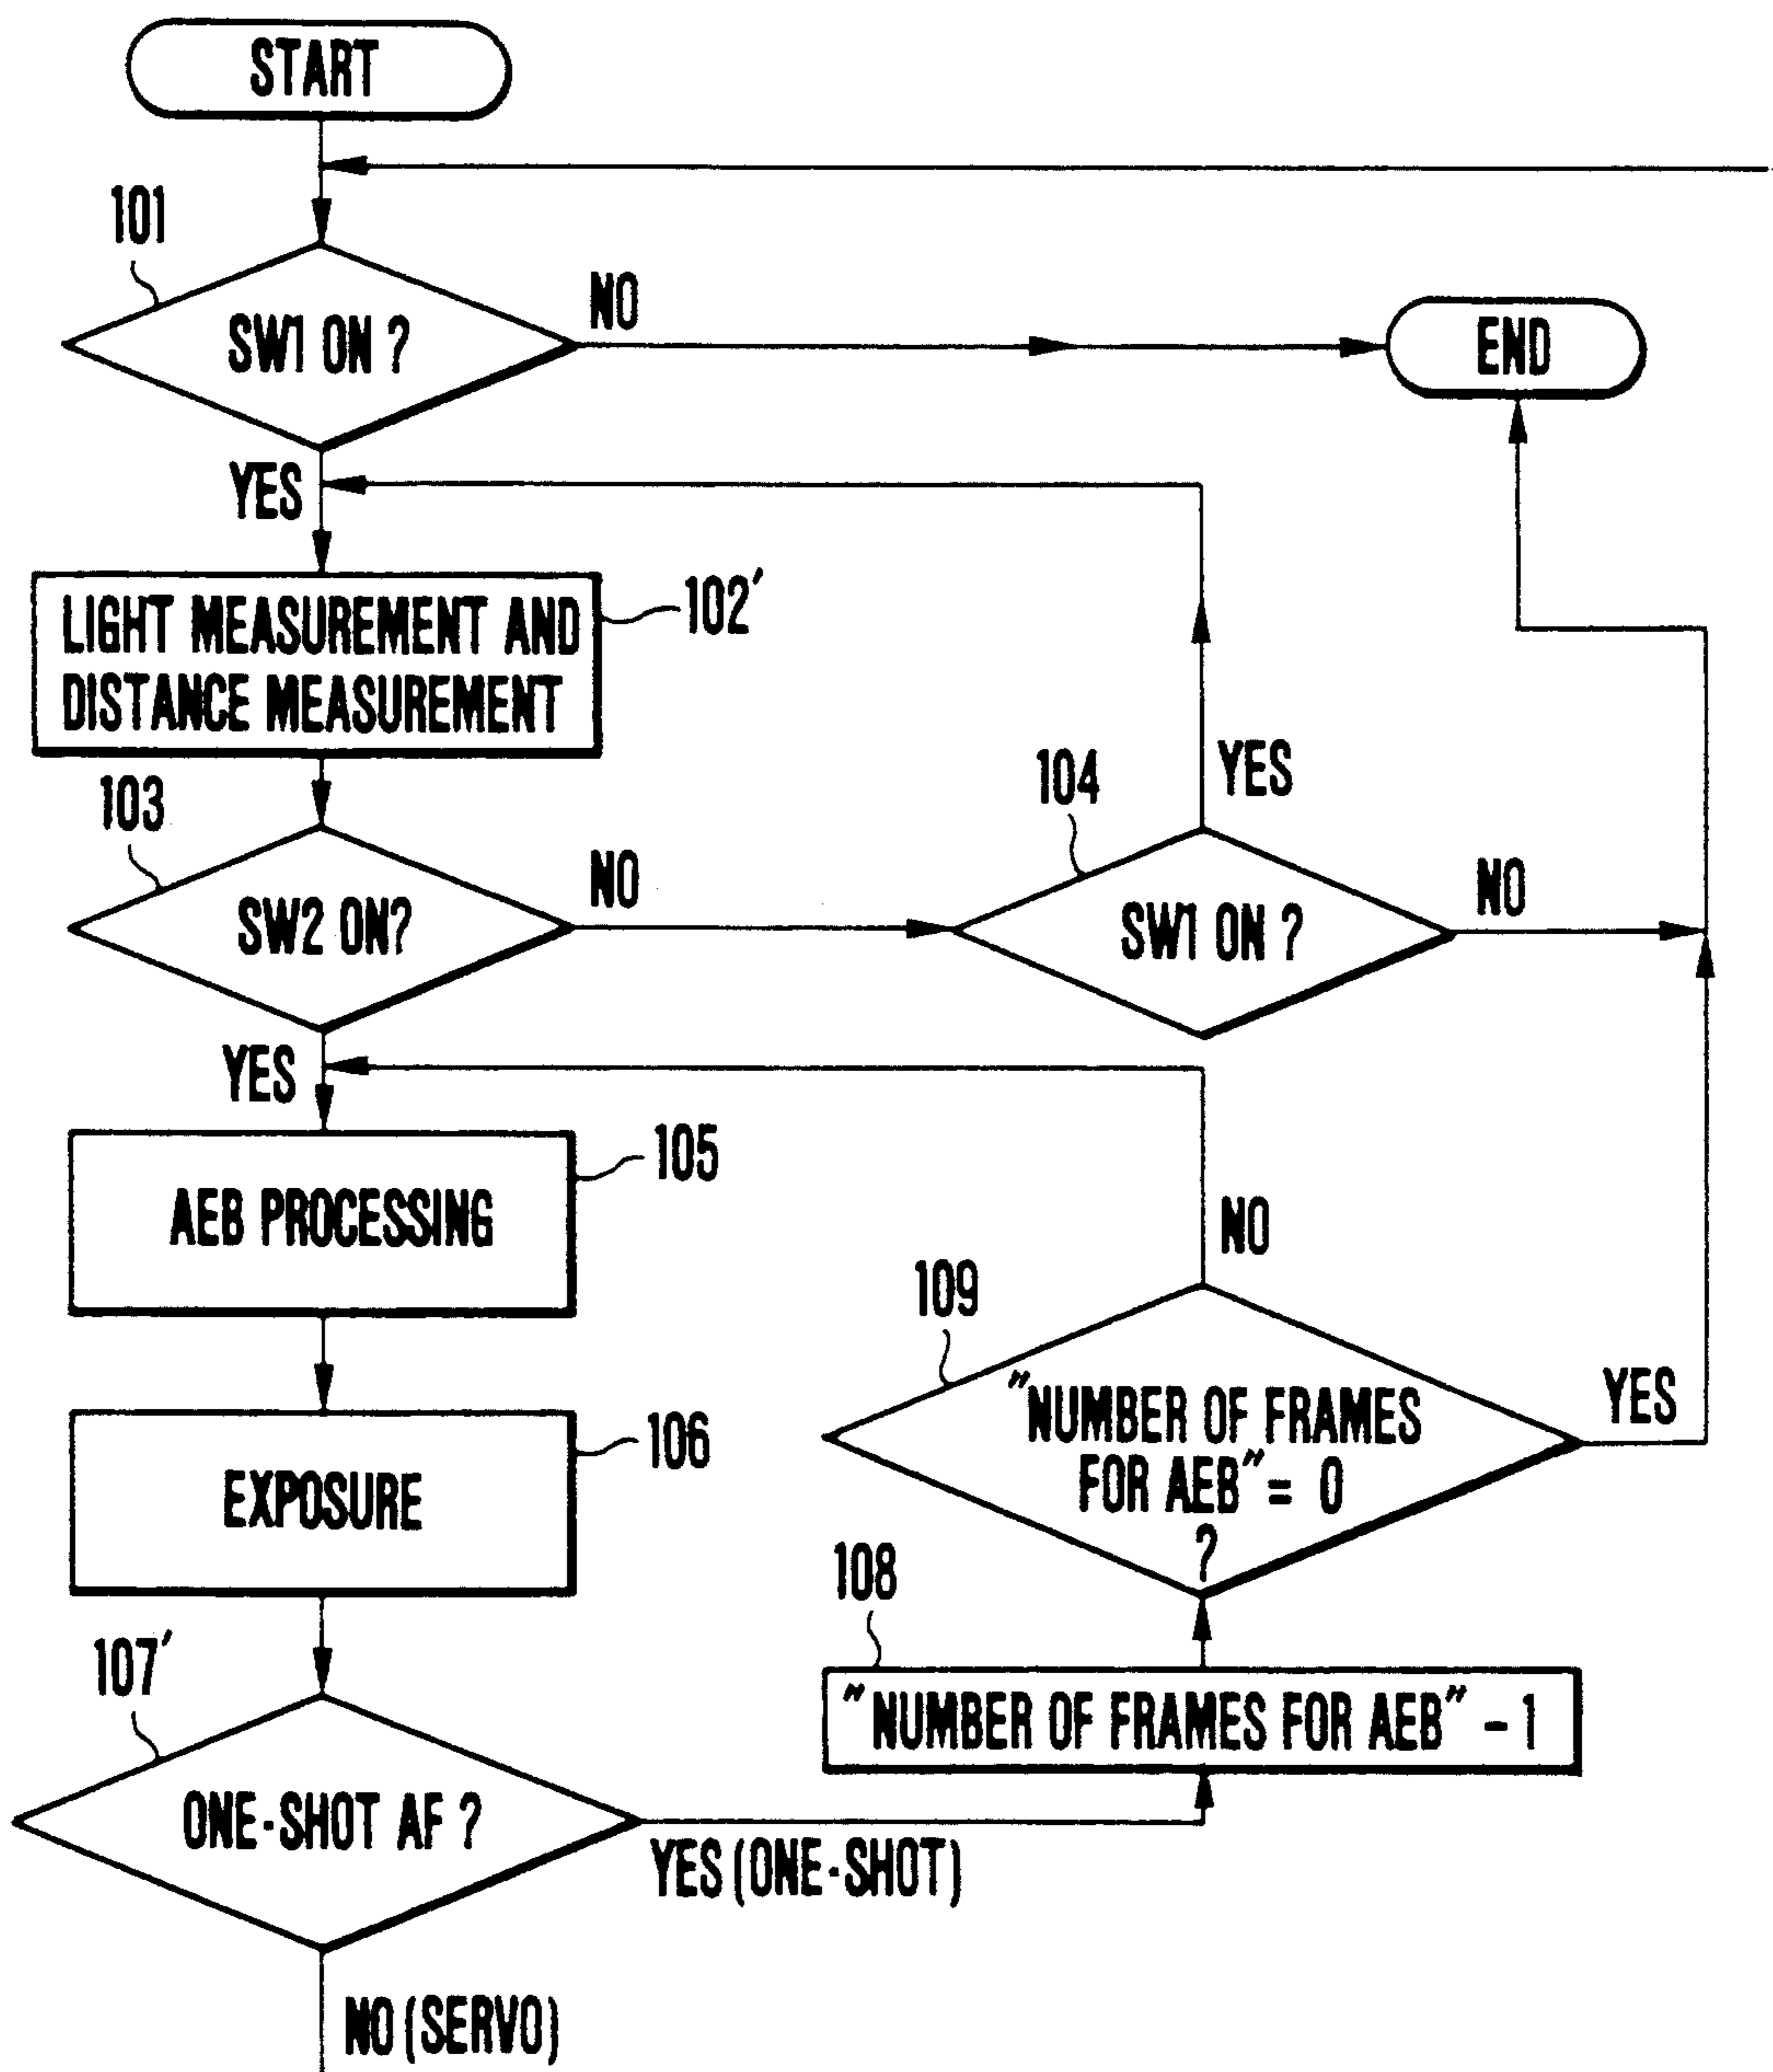 START
101
SW1 ON ?
NO
END
YES
LIGHT MEASUREMENT AND
DISTANCE MEASUREMENT
102'
103
SW2 ON?
NO
104
SW1 ON ?
YES
NO
YES
AEB PROCESSING
105
EXPOSURE
106
107'
ONE-SHOT AF ?
YES (ONE-SHOT)
NO (SERVO)
108
"NUMBER OF FRAMES FOR AEB" - 1
109
"NUMBER OF FRAMES
FOR AEB" = 0
?
NO
YES